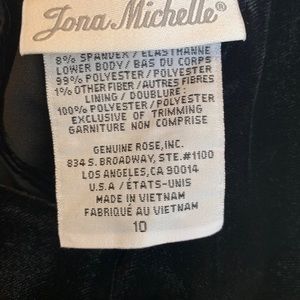 Jona Michelle®
8% SPANDEX / ELASTHANNE
LOWER BODY / BAS DU CORPS
99% POLYESTER / POLYESTER
1% OTHER FIBER / AUTRES FIBRES
LINING / DOUBLURE :
100% POLYESTER / POLYESTER
EXCLUSIVE OF TRIMMING
GARNITURE NON COMPRISE
GENUINE ROSE, INC.
834 S. BROADWAY, STE.#1100
LOS ANGELES, CA 90014
U.S.A / ÉTATS-UNIS
MADE IN VIETNAM
FABRIQUÉ AU VIETNAM
10